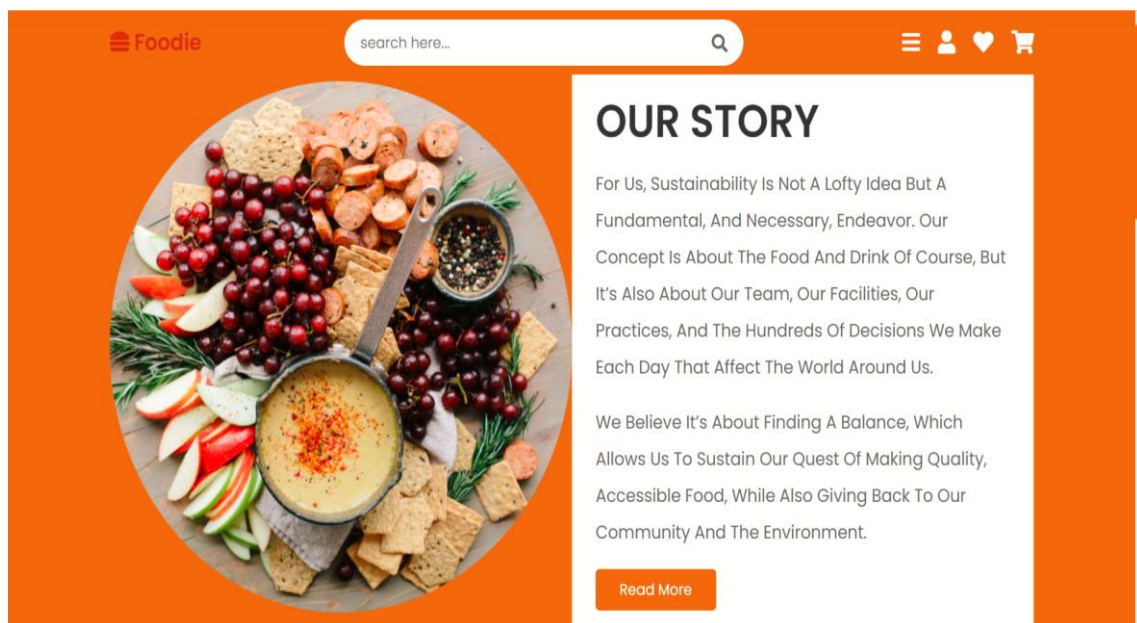 Foodie
search here...
OUR STORY
For Us, Sustainability Is Not A Lofty Idea But A
Fundamental, And Necessary, Endeavor. Our
Concept Is About The Food And Drink Of Course, But
It's Also About Our Team, Our Facilities, Our
Practices, And The Hundreds Of Decisions We Make
Each Day That Affect The World Around Us.
We Believe It's About Finding A Balance, Which
Allows Us To Sustain Our Quest Of Making Quality,
Accessible Food, While Also Giving Back To Our
Community And The Environment.
Read More